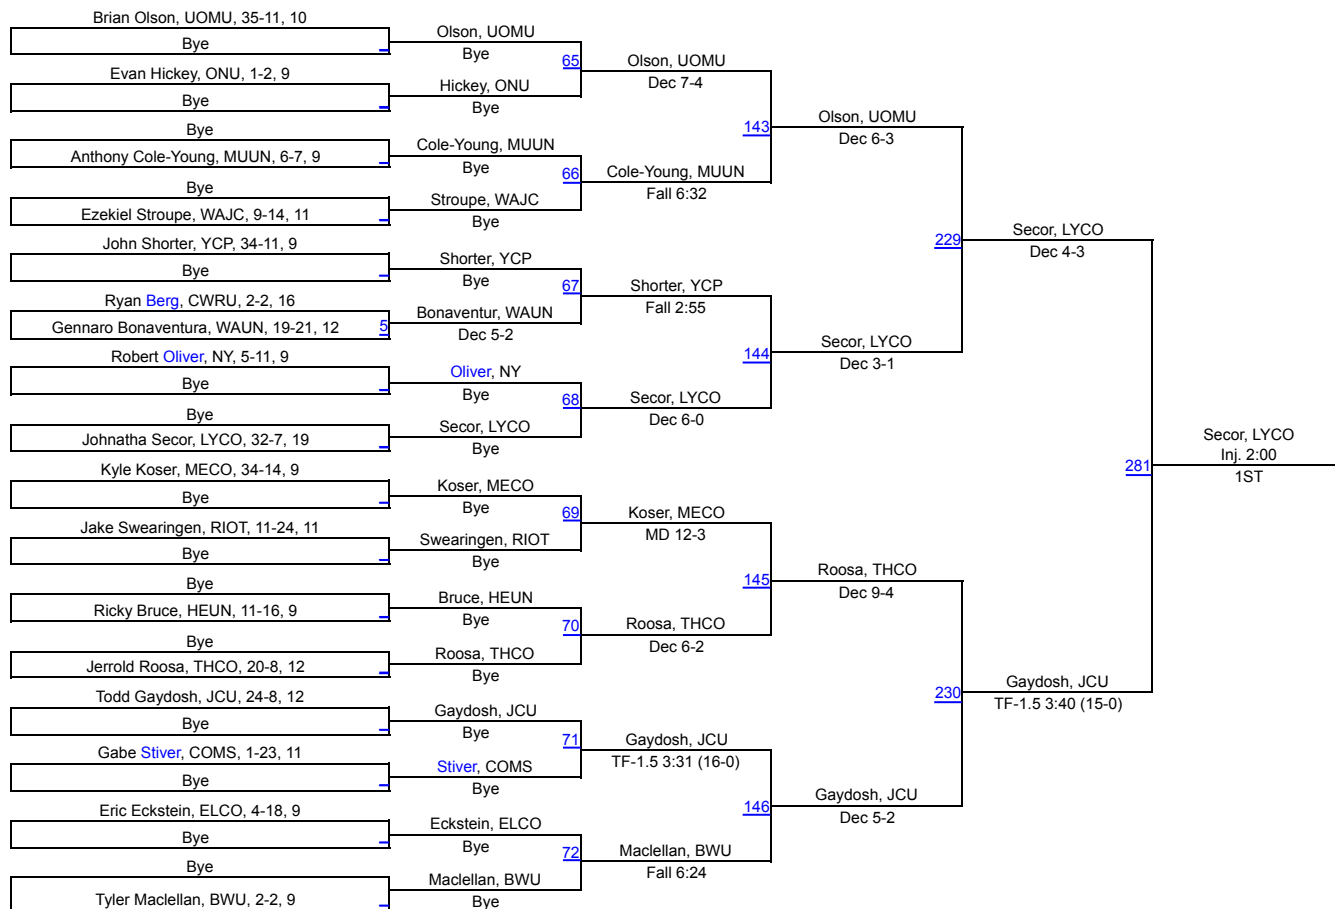 Brian Olson, UOMU, 35-11, 10
Bye
Evan Hickey, ONU, 1-2, 9
Bye
Bye
Anthony Cole-Young, MUUN, 6-7, 9
Bye
Ezekiel Stroupe, WAJC, 9-14, 11
John Shorter, YCP, 34-11, 9
Bye
Ryan Berg, CWRU, 2-2, 16
Gennaro Bonaventura, WAUN, 19-21, 12
5
Robert Oliver, NY, 5-11, 9
Bye
Bye
Johnatha Secor, LYCO, 32-7, 19
Kyle Koser, MECO, 34-14, 9
Bye
Jake Swearingen, RIOT, 11-24, 11
Bye
Bye
Ricky Bruce, HEUN, 11-16, 9
Bye
Jerrold Roosa, THCO, 20-8, 12
Todd Gaydosh, JCU, 24-8, 12
Bye
Gabe Stiver, COMS, 1-23, 11
Bye
Eric Eckstein, ELCO, 4-18, 9
Bye
Bye
Tyler Maclellan, BWU, 2-2, 9
Olson, UOMU
Bye
65
Hickey, ONU
Bye
Cole-Young, MUUN
Bye
66
Stroupe, WAJC
Bye
Shorter, YCP
Bye
67
Bonaventur, WAUN
Dec 5-2
Oliver, NY
Bye
68
Secor, LYCO
Bye
Koser, MECO
Bye
69
Swearingen, RIOT
Bye
Bruce, HEUN
Bye
70
Roosa, THCO
Bye
Gaydosh, JCU
Bye
71
Stiver, COMS
Bye
Eckstein, ELCO
Bye
72
Maclellan, BWU
Bye
Olson, UOMU
Dec 7-4
143
Cole-Young, MUUN
Fall 6:32
Shorter, YCP
Fall 2:55
144
Secor, LYCO
Dec 6-0
Koser, MECO
MD 12-3
145
Roosa, THCO
Dec 6-2
Gaydosh, JCU
TF-1.5 3:31 (16-0)
146
Maclellan, BWU
Fall 6:24
Olson, UOMU
Dec 6-3
229
Secor, LYCO
Dec 3-1
Roosa, THCO
Dec 9-4
230
Gaydosh, JCU
Dec 5-2
Secor, LYCO
Dec 4-3
281
Gaydosh, JCU
TF-1.5 3:40 (15-0)
Secor, LYCO
Inj. 2:00
1ST